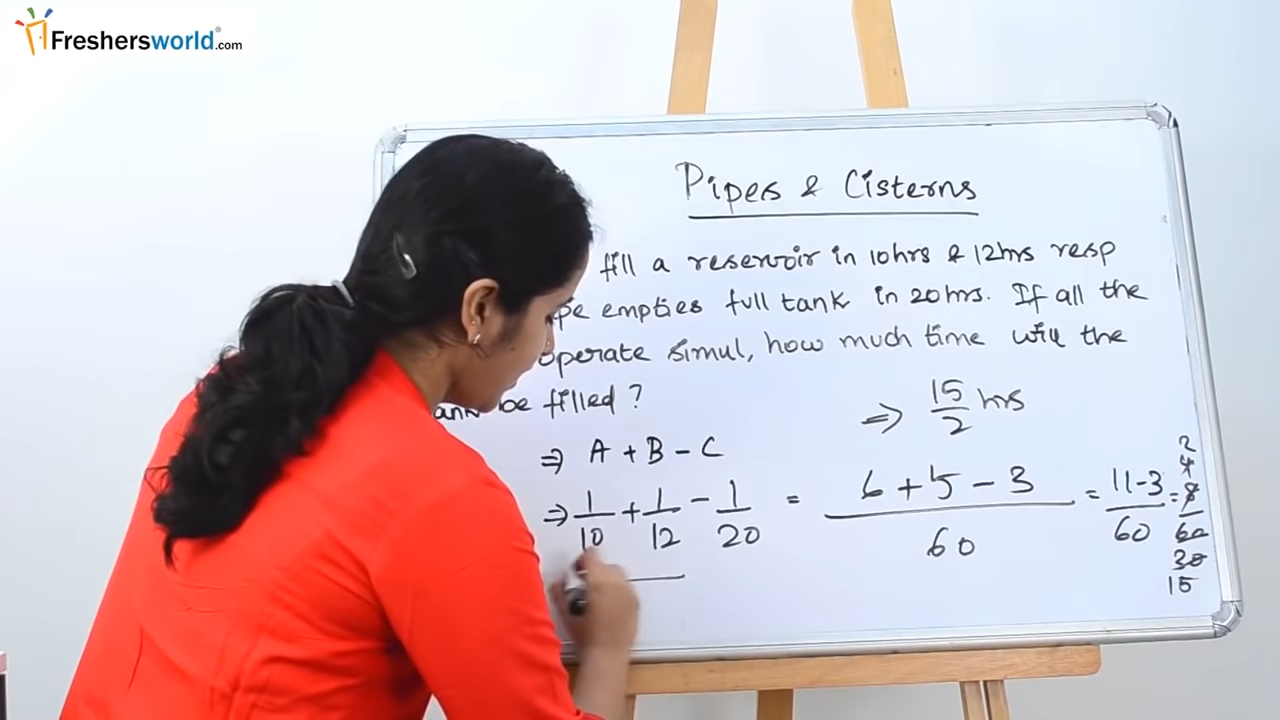 Freshersworld.com
Pipes & Cisterns
fill a reservoir in 10hrs & 12hrs resp
empties full tank in 20 hrs. If all the
operate simul, how much time will the
be filled?
⇒ 15/2 hrs
⇒ A + B - C
⇒ 1/10 + 1/12 - 1/20 = 6 + 5 - 3 / 60 = 11-3 / 60 = 8/60
2
4
30
15